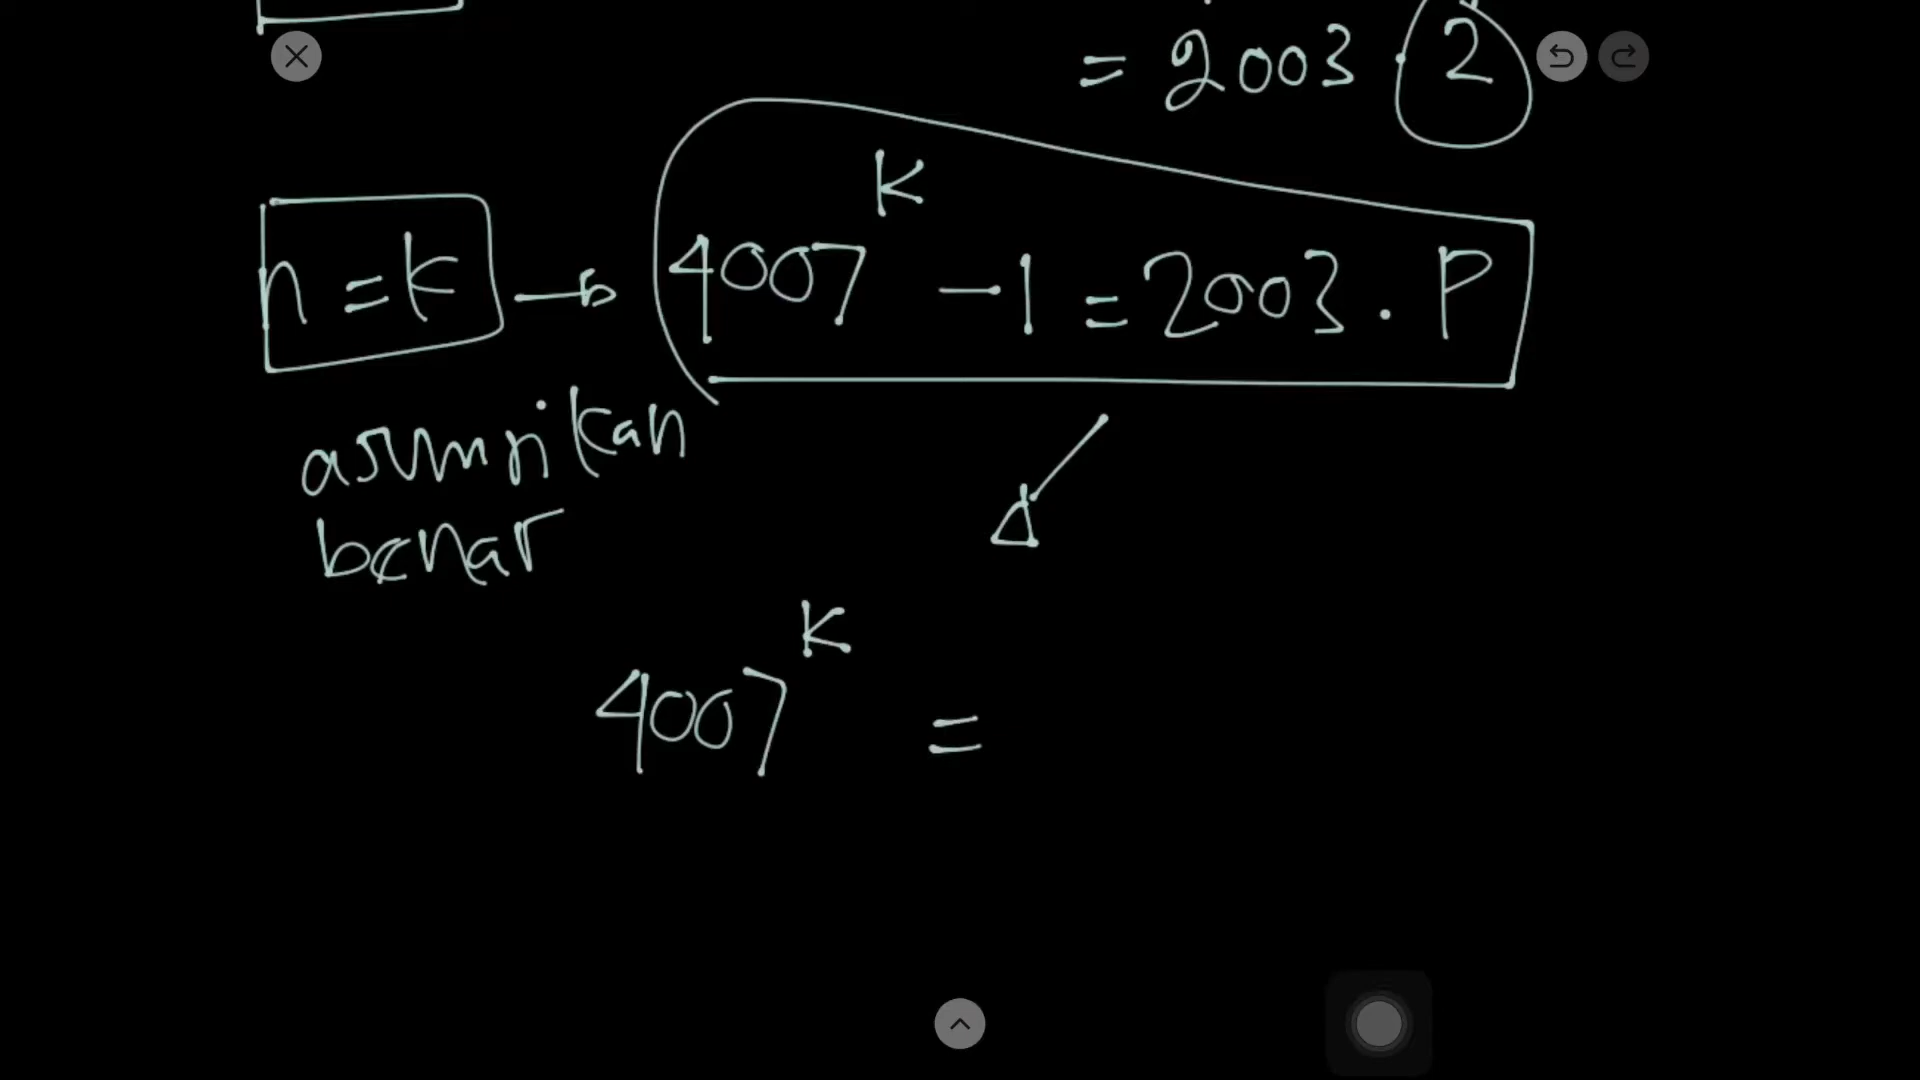 = 2003 . 2
n = k → 4007^k - 1 = 2003 . P
asumsikan
benar
4007^k =